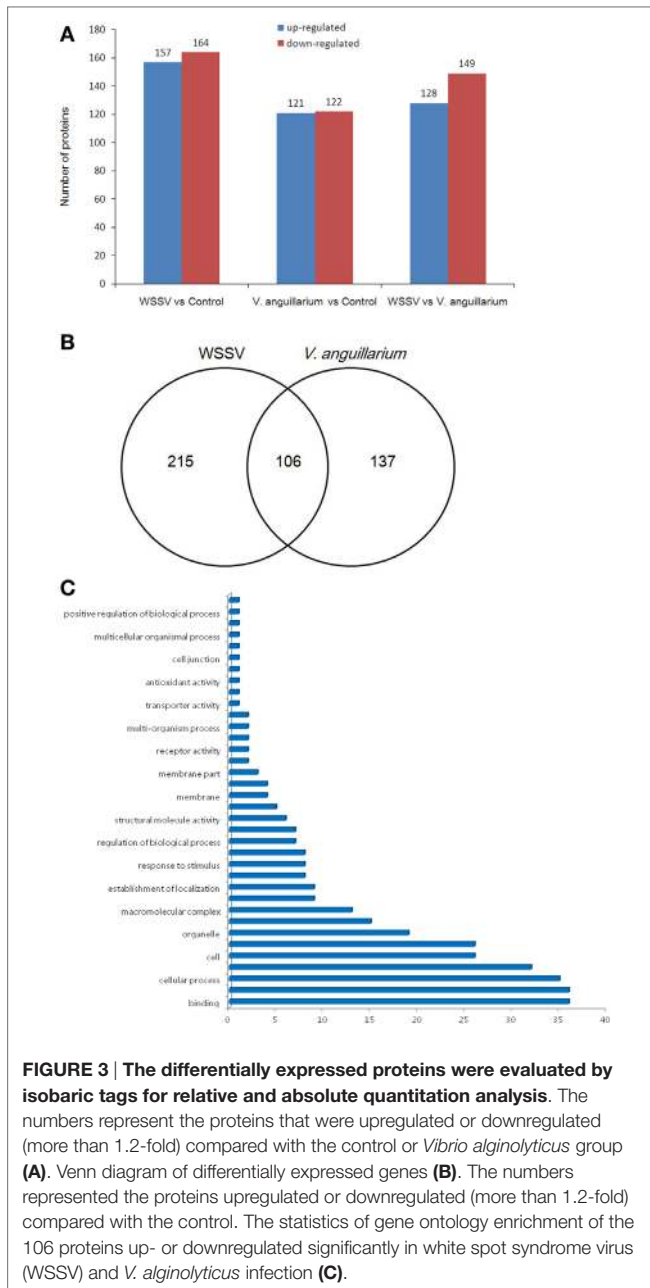 A
up-regulated
down-regulated
Number of proteins
180
160
140
120
100
80
60
40
20
0
157
164
121
122
128
149
WSSV vs Control
V. anguillarium vs Control
WSSV vs V. anguillarium
B
WSSV
V. anguillarium
215
106
137
C
positive regulation of biological process
multicellular organismal process
cell junction
antioxidant activity
transporter activity
multi-organism process
receptor activity
membrane part
membrane
structural molecule activity
regulation of biological process
response to stimulus
establishment of localization
macromolecular complex
organelle
cell
cellular process
binding
0 5 10 15 20 25 30 35 40
FIGURE 3 | The differentially expressed proteins were evaluated by
isobaric tags for relative and absolute quantitation analysis. The
numbers represent the proteins that were upregulated or downregulated
(more than 1.2-fold) compared with the control or Vibrio alginolyticus group
(A). Venn diagram of differentially expressed genes (B). The numbers
represented the proteins upregulated or downregulated (more than 1.2-fold)
compared with the control. The statistics of gene ontology enrichment of the
106 proteins up- or downregulated significantly in white spot syndrome virus
(WSSV) and V. alginolyticus infection (C).